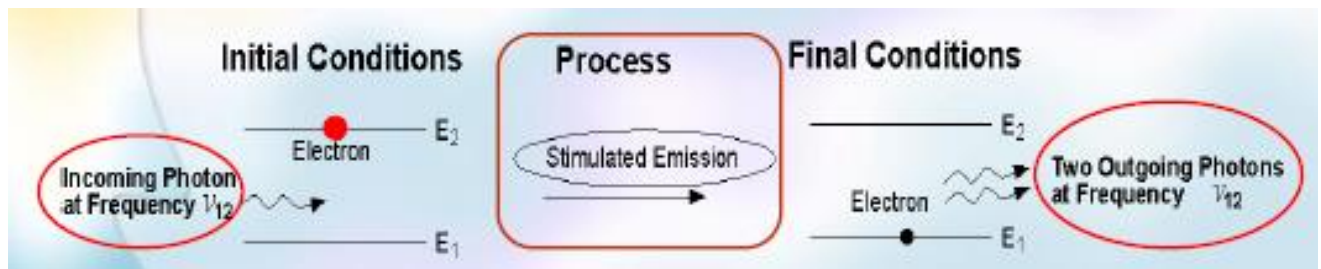 Initial Conditions
Process
Final Conditions
E₂
Electron
Incoming Photon
at Frequency ν₁₂
E₁
Stimulated Emission
E₂
Two Outgoing Photons
at Frequency ν₁₂
Electron
E₁